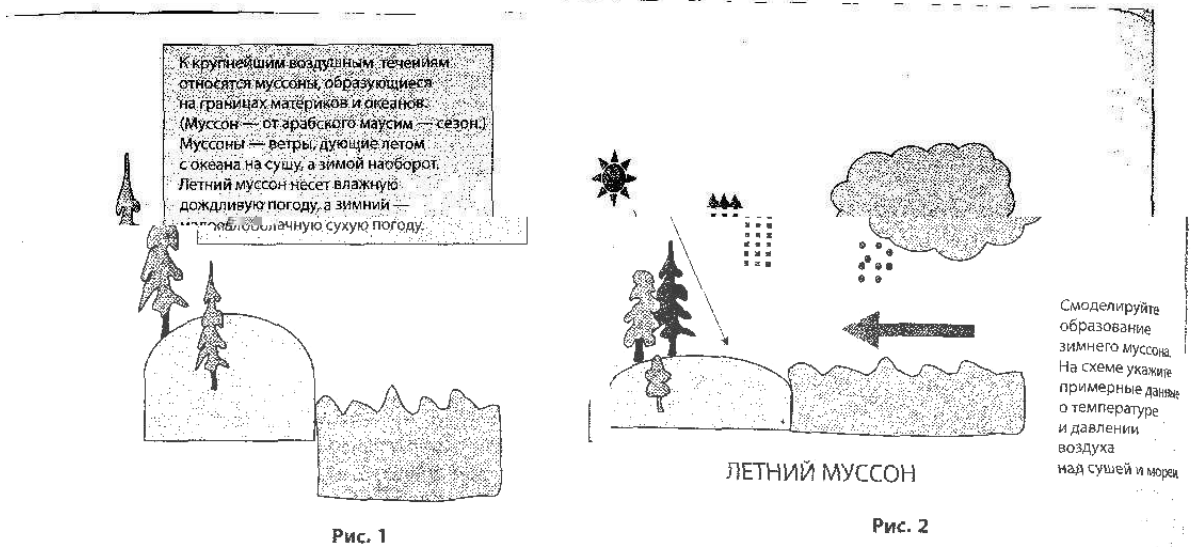 К крупнейшим воздушным течениям
относятся муссоны, образующиеся
на границах материков и океанов.
(Муссон — от арабского маусим — сезон.)
Муссоны — ветры, дующие летом
с океана на сушу, а зимой наоборот.
Летний муссон несет влажную
дождливую погоду, а зимний —
сухую погоду.
Смоделируйте
образование
зимнего муссона.
На схеме укажите
примерные данные
о температуре
и давлении
воздуха
над сушей и морем
ЛЕТНИЙ МУССОН
Рис. 1
Рис. 2